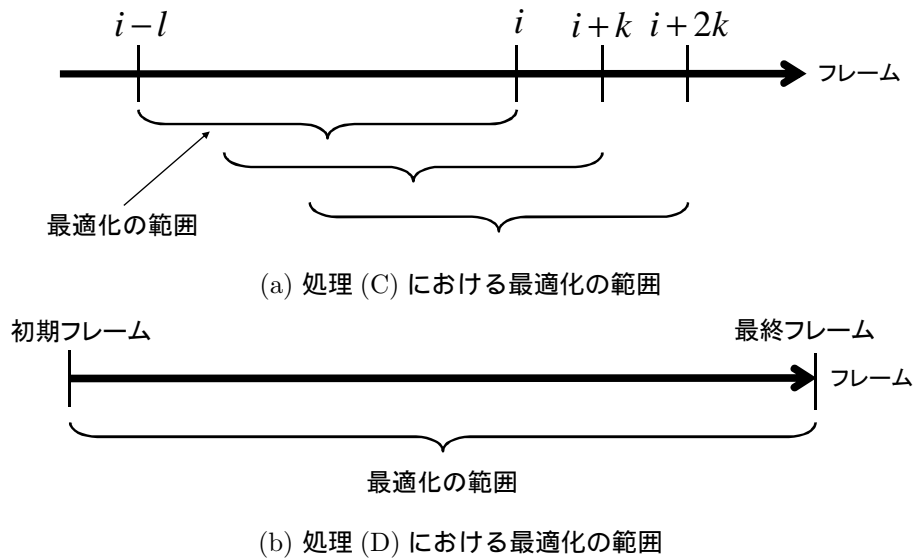 i−l i i+k i+2k
フレーム
最適化の範囲
(a) 処理 (C) における最適化の範囲
初期フレーム 最終フレーム
フレーム
最適化の範囲
(b) 処理 (D) における最適化の範囲